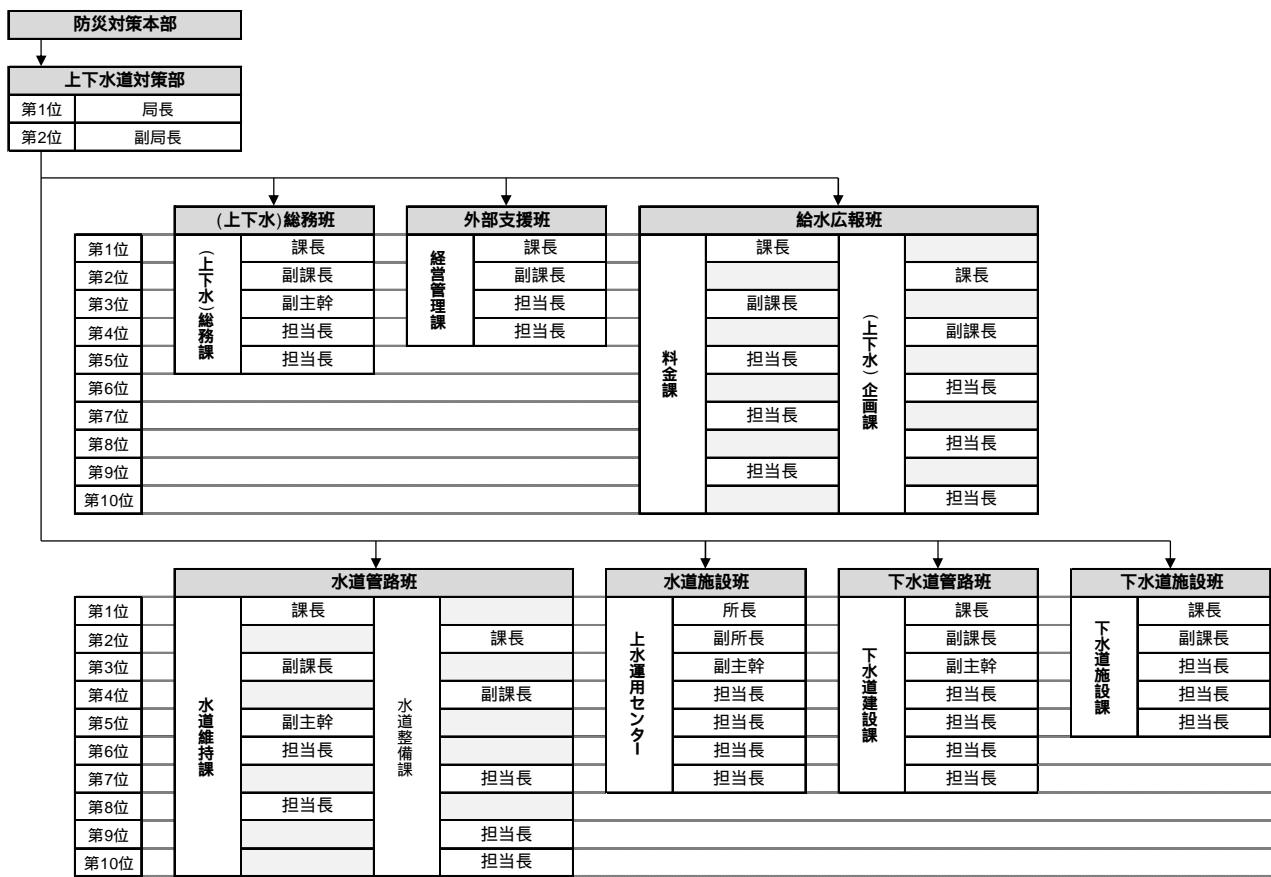 防災対策本部
上下水道対策部
第1位 局長
第2位 副局長
(上下水)総務班 外部支援班 給水広報班
(上下水)総務課 経営管理課 料金課 (上下水)企画課
第1位 課長 課長 課長
第2位 副課長 副課長 課長
第3位 副主幹 担当長 副課長
第4位 担当長 担当長 副課長
第5位 担当長 担当長
第6位 担当長
第7位 担当長
第8位 担当長
第9位 担当長
第10位 担当長
水道管路班 水道施設班 下水道管路班 下水道施設班
水道維持課 水道整備課 上水運用センター 下水道建設課 下水道施設課
第1位 課長 所長 課長 課長
第2位 課長 副所長 副課長 副課長
第3位 副課長 副主幹 副主幹 担当長
第4位 副課長 担当長 担当長 担当長
第5位 副主幹 担当長 担当長 担当長
第6位 担当長 担当長 担当長
第7位 担当長 担当長 担当長
第8位 担当長
第9位 担当長
第10位 担当長